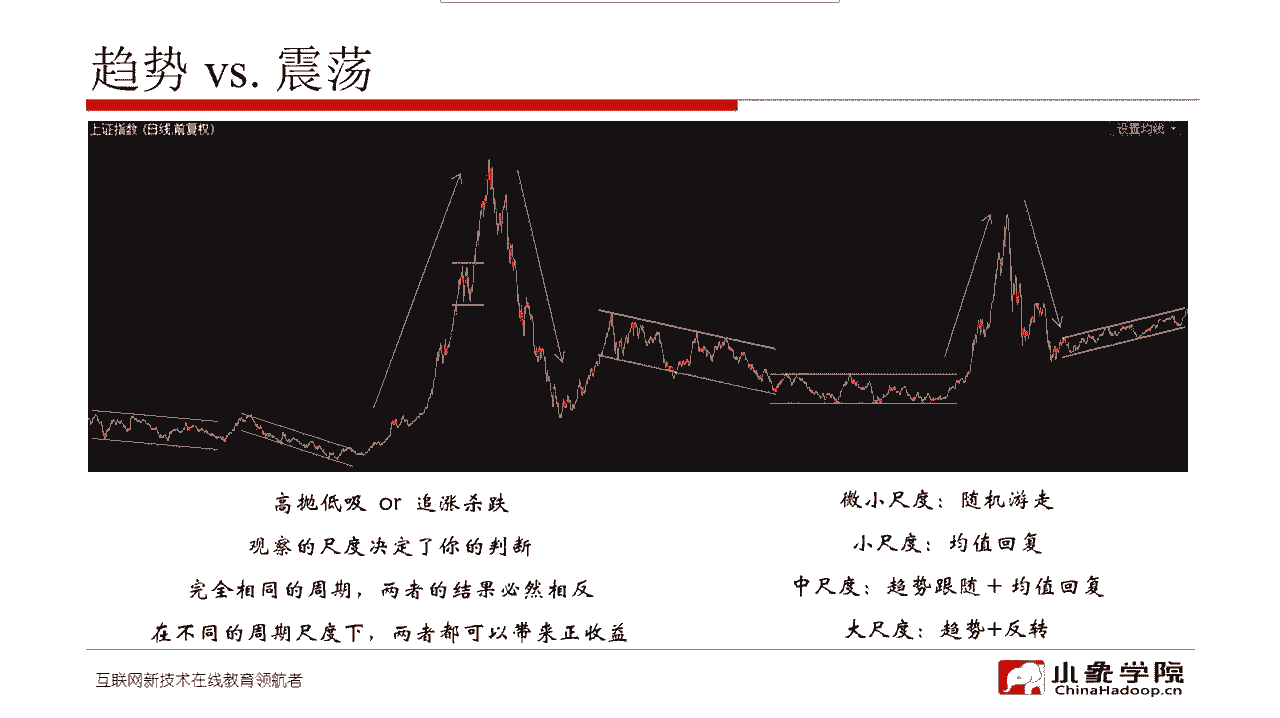 趋势 vs. 震荡
上证指数 (日线,前复权)
设置均线
高抛低吸 or 追涨杀跌
观察的尺度决定了你的判断
完全相同的周期，两者的结果必然相反
在不同的周期尺度下，两者都可以带来正收益
微小尺度：随机游走
小尺度：均值回复
中尺度：趋势跟随＋均值回复
大尺度：趋势+反转
互联网新技术在线教育领航者
小象学院
ChinaHadoop.cn